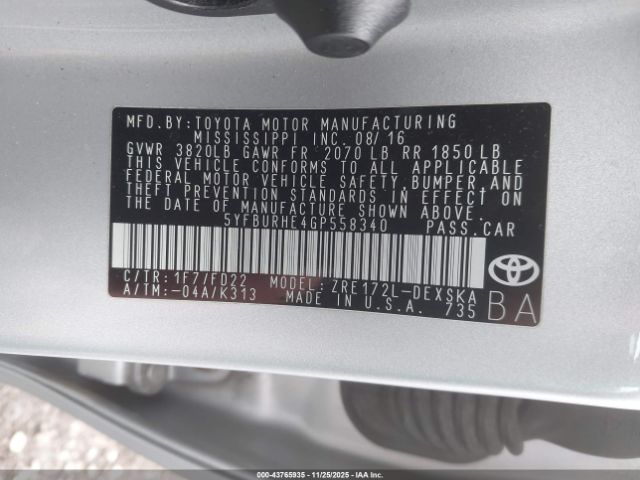 MFD.BY:TOYOTA MOTOR MANUFACTURING
MISSISSIPPI INC. 08/16
GVWR 3820LB GAWR FR 2070 LB RR 1850 LB
THIS VEHICLE CONFORMS TO ALL APPLICABLE
FEDERAL MOTOR VEHICLE SAFETY, BUMPER, AND
THEFT PREVENTION STANDARDS IN EFFECT ON
THE DATE OF MANUFACTURE SHOWN ABOVE.
5YFBURHE4GP558340 PASS.CAR
C/TR: 1F7/FD22 MODEL: ZRE172L-DEXSKA
A/TM:-04A/K313 MADE IN U.S.A. 735
BA
000-43765935 - 11/25/2025 - IAAI, Inc.